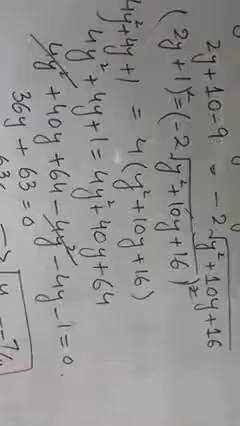 2y+10-9 = -2√y²+10y+16
(2y+1)²=(-2√y²+10y+16)²
4y²+4y+1 = 4(y²+10y+16)
4y²+4y+1=4y²+40y+64
4y²+40y+64-4y²-4y-1=0.
36y+63=0